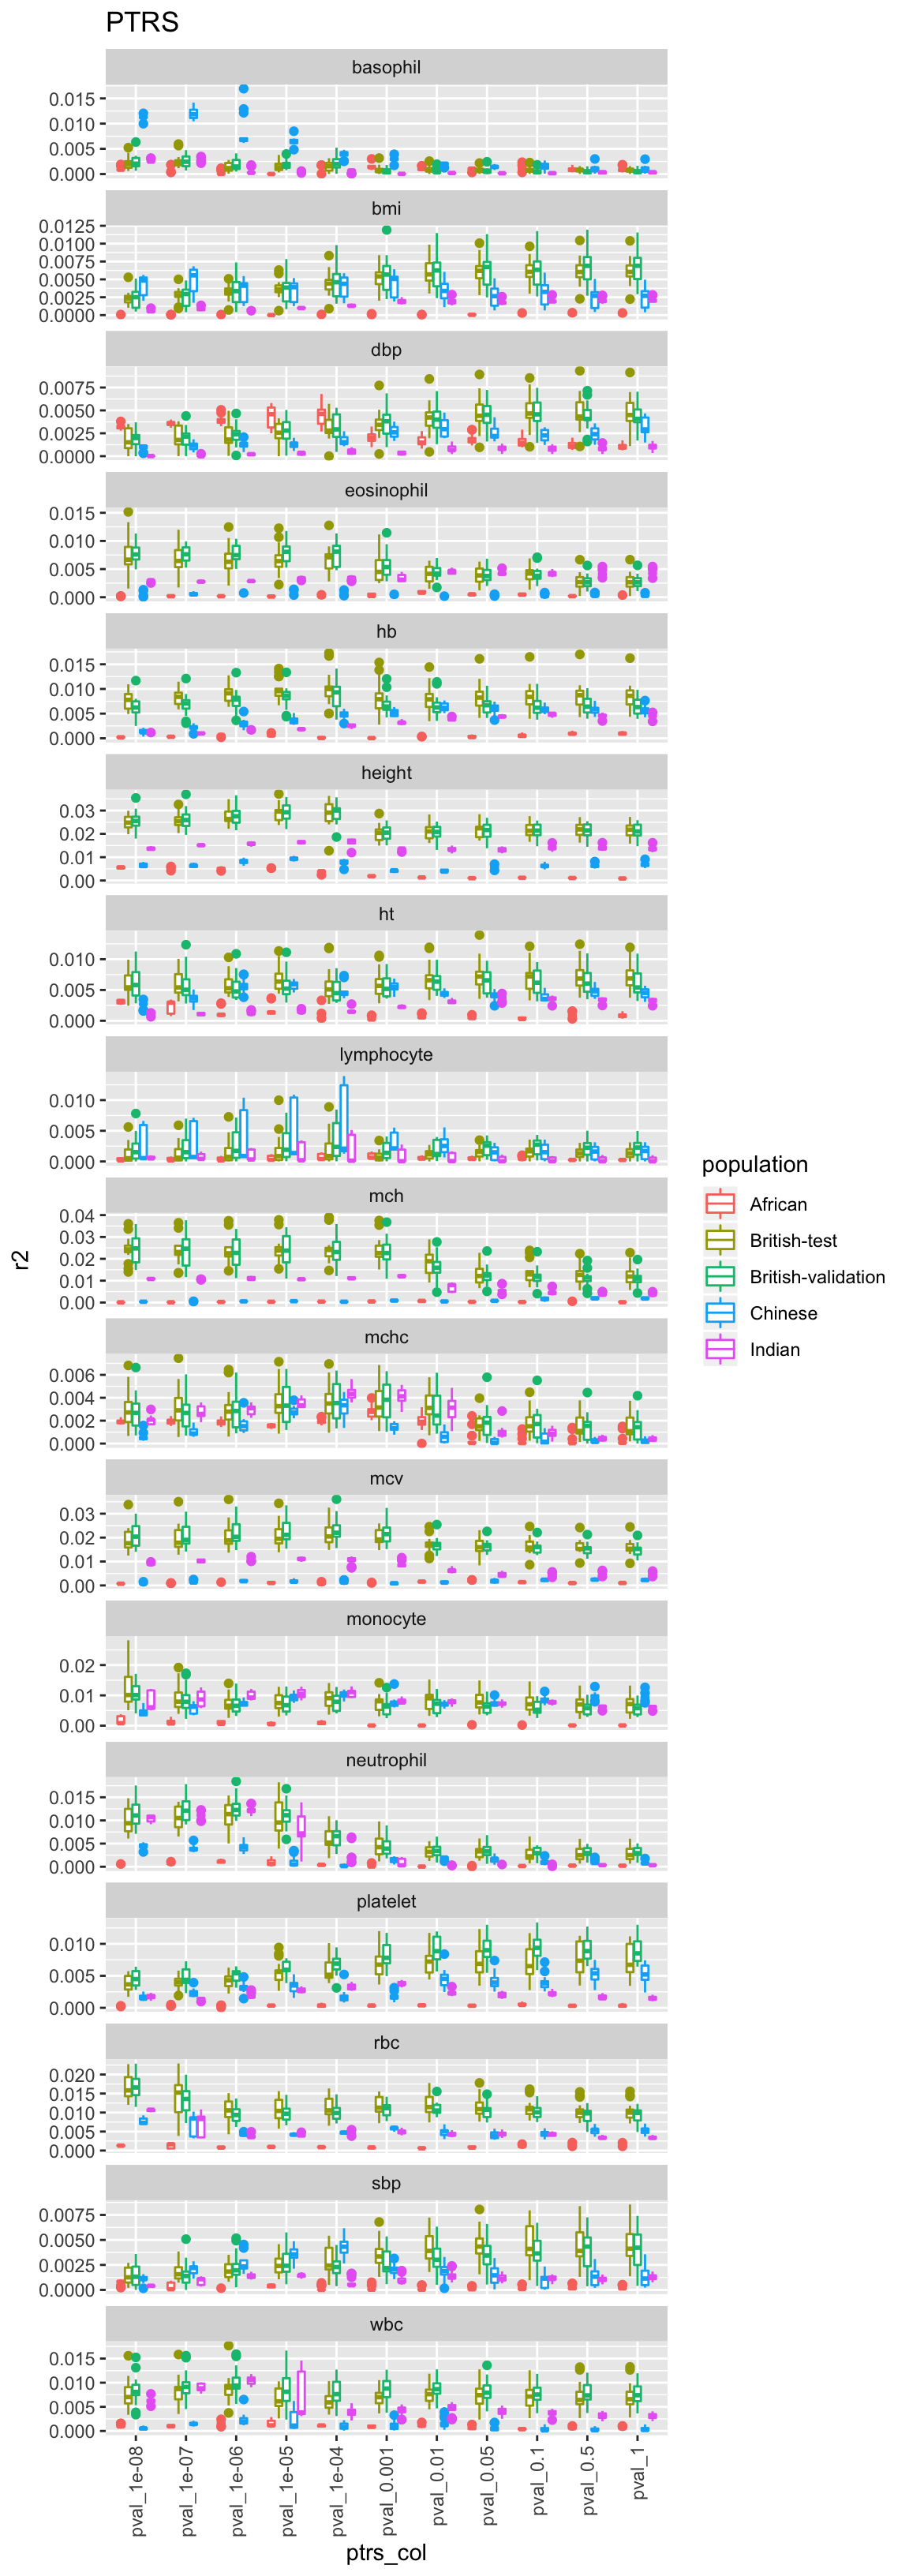 PTRS
basophil
0.015
0.010
0.005
0.000
bmi
0.0125
0.0100
0.0075
0.0050
0.0025
0.0000
dbp
0.0075
0.0050
0.0025
0.0000
eosinophil
0.015
0.010
0.005
0.000
hb
0.015
0.010
0.005
0.000
height
0.03
0.02
0.01
0.00
ht
0.010
0.005
0.000
lymphocyte
0.010
0.005
0.000
mch
0.04
0.03
0.02
0.01
0.00
mchc
0.006
0.004
0.002
0.000
mcv
0.03
0.02
0.01
0.00
monocyte
0.02
0.01
0.00
neutrophil
0.015
0.010
0.005
0.000
platelet
0.010
0.005
0.000
rbc
0.020
0.015
0.010
0.005
0.000
sbp
0.0075
0.0050
0.0025
0.0000
wbc
0.015
0.010
0.005
0.000
r2
pval_1e-08
pval_1e-07
pval_1e-06
pval_1e-05
pval_1e-04
pval_0.001
pval_0.01
pval_0.05
pval_0.1
pval_0.5
pval_1
ptrs_col
population
African
British-test
British-validation
Chinese
Indian